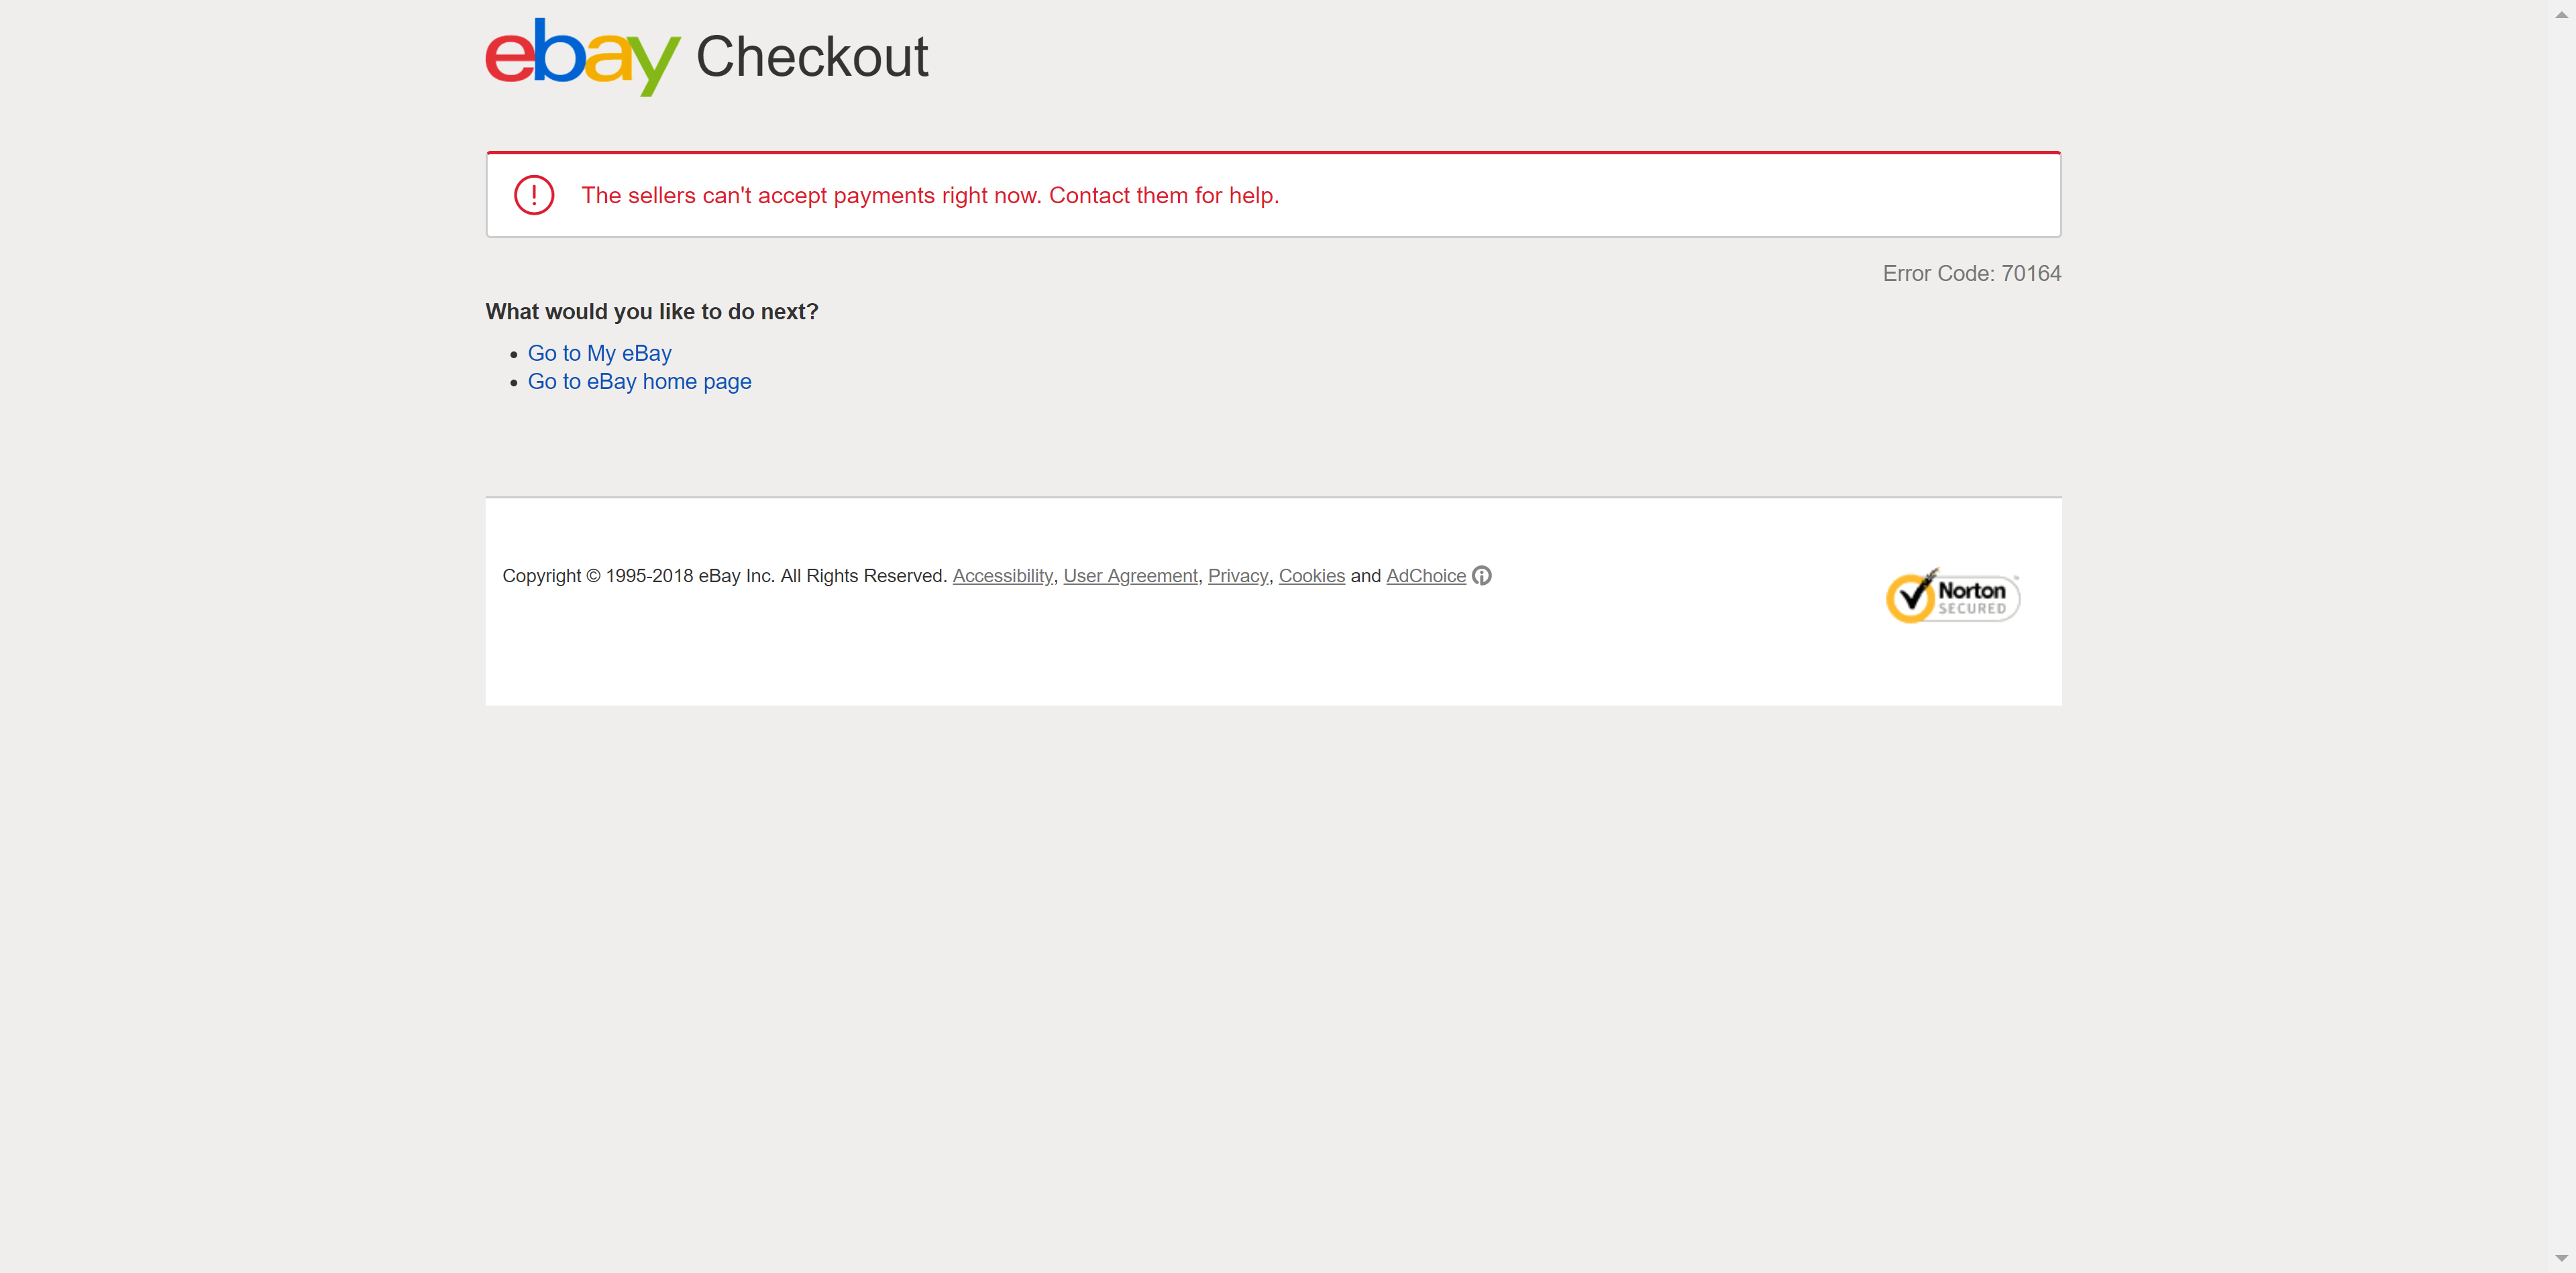 ebay Checkout
The sellers can't accept payments right now. Contact them for help.
Error Code: 70164
What would you like to do next?
Go to My eBay
Go to eBay home page
Copyright © 1995-2018 eBay Inc. All Rights Reserved. Accessibility, User Agreement, Privacy, Cookies and AdChoice
Norton
SECURED